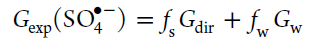 G_exp(SO₄^•−) = f_s G_dir + f_w G_w